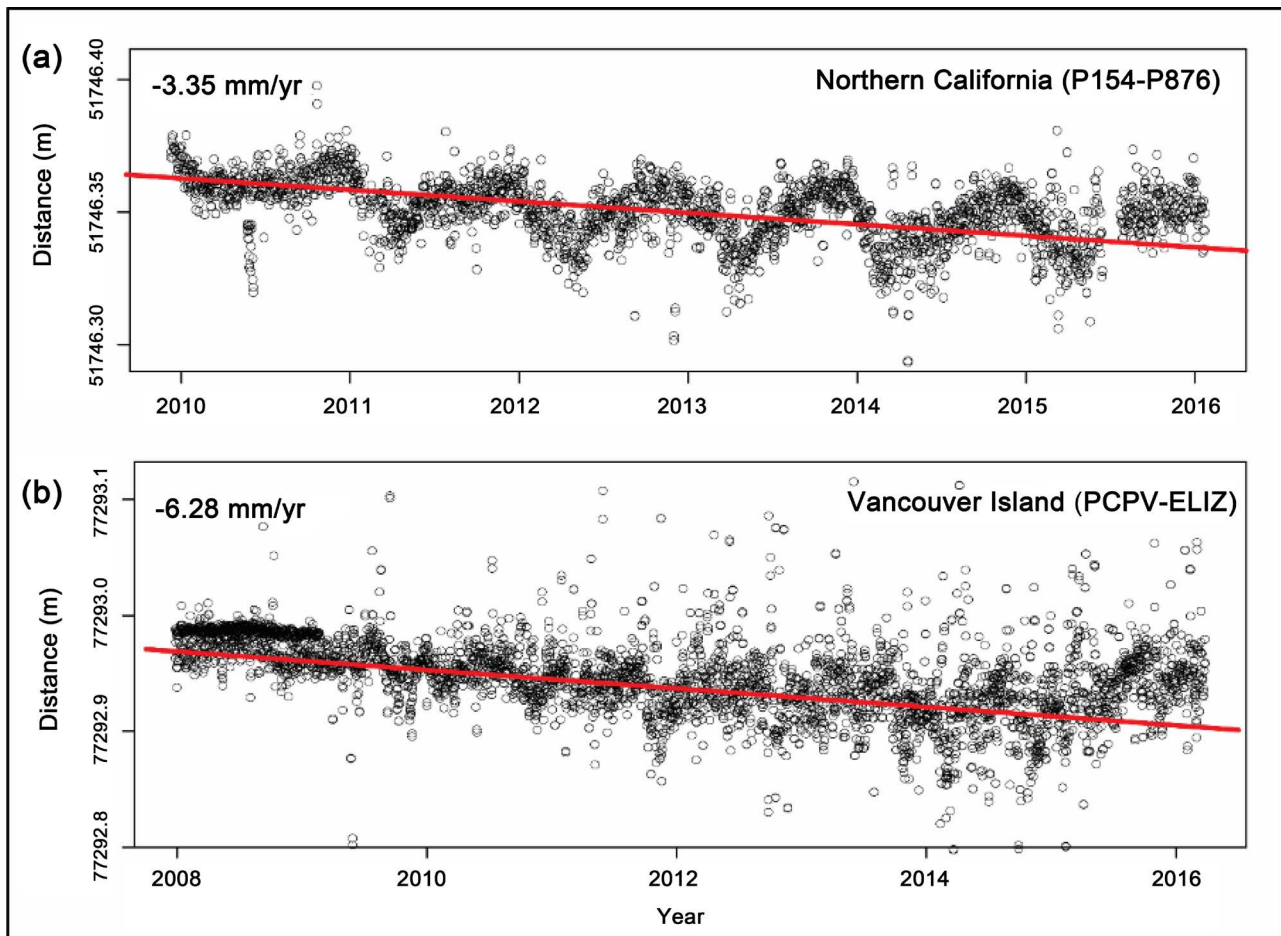 (a)
-3.35 mm/yr
Northern California (P154-P876)
Distance (m)
51746.40
51746.35
51746.30
2010 2011 2012 2013 2014 2015 2016
(b)
-6.28 mm/yr
Vancouver Island (PCPV-ELIZ)
Distance (m)
77293.1
77293.0
77292.9
77292.8
2008 2010 2012 2014 2016
Year